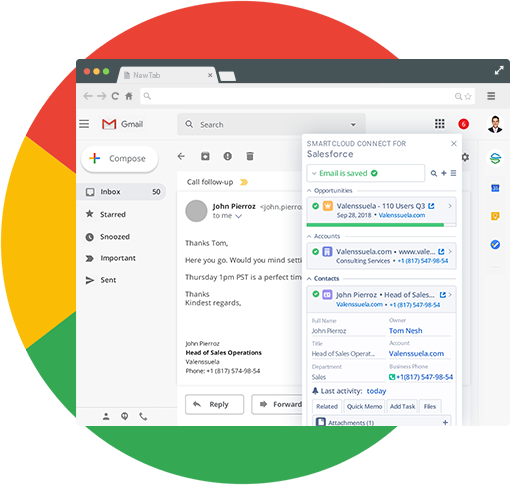 NawTab
Gmail
Search
6
Compose
Inbox 50
Starred
Snoozed
Important
Sent
Call follow-up
John Pierroz <john.pierro
to me
Thanks Tom,
Here you go. Would you mind setti
Thursday 1pm PST is a perfect time
Thanks
Kindest regards,
John Pierroz
Head of Sales Operations
Valenssuela
Phone: +1 (817) 574-98-54
Reply
Forward
SMARTCLOUD CONNECT FOR
Salesforce
Email is saved
Opportunities
Valenssuela - 110 Users Q3
Sep 28, 2018 • Valenssuela.com
Accounts
Valenssuela.com • www.vale...
Consulting Services • +1 (817) 547-98-54
Contacts
John Pierroz • Head of Sales...
Valenssuela.com • +1 (817) 547-98-54
Full Name Owner
John Pierroz Tom Nesh
Title Account
Head of Sale Operat... Valenssuela.com
Department Business Phone
Sales +1(817) 547-98-54
Last activity: today
Related Quick Memo Add Task Files
Attachments (1)